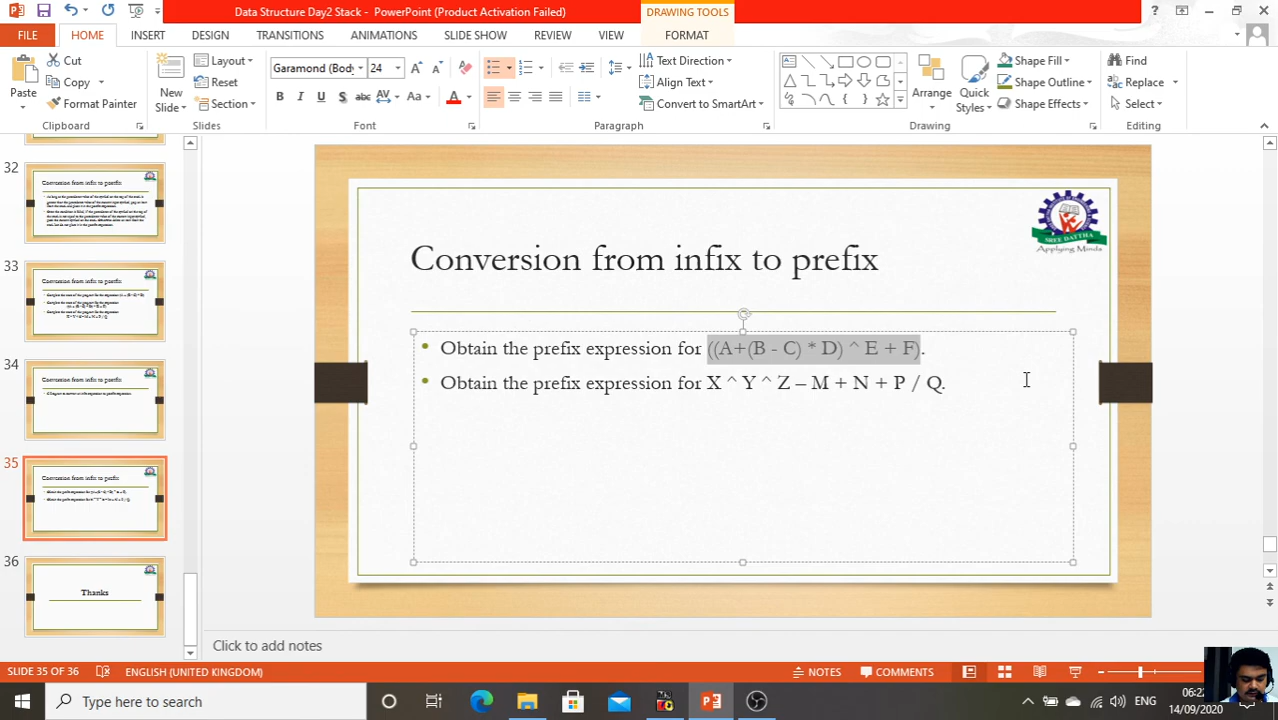 Data Structure Day2 Stack - PowerPoint (Product Activation Failed)
DRAWING TOOLS
FILE HOME INSERT DESIGN TRANSITIONS ANIMATIONS SLIDE SHOW REVIEW VIEW FORMAT
Paste
Cut
Copy
Format Painter
Clipboard
New Slide
Layout
Reset
Section
Slides
Garamond (Body 24
Font
Text Direction
Align Text
Convert to SmartArt
Paragraph
Arrange
Quick Styles
Shape Fill
Shape Outline
Shape Effects
Drawing
Find
Replace
Select
Editing
32
Conversion from infix to prefix
33
Conversion from infix to prefix
34
Conversion from infix to prefix
35
Conversion from infix to prefix
36
Thanks
SREE DATTHA
Applying Minds
Conversion from infix to prefix
• Obtain the prefix expression for ((A+(B - C) * D) ^ E + F).
• Obtain the prefix expression for X ^ Y ^ Z – M + N + P / Q.
Click to add notes
SLIDE 35 OF 36 ENGLISH (UNITED KINGDOM) NOTES COMMENTS
Type here to search
ENG
14/09/2020